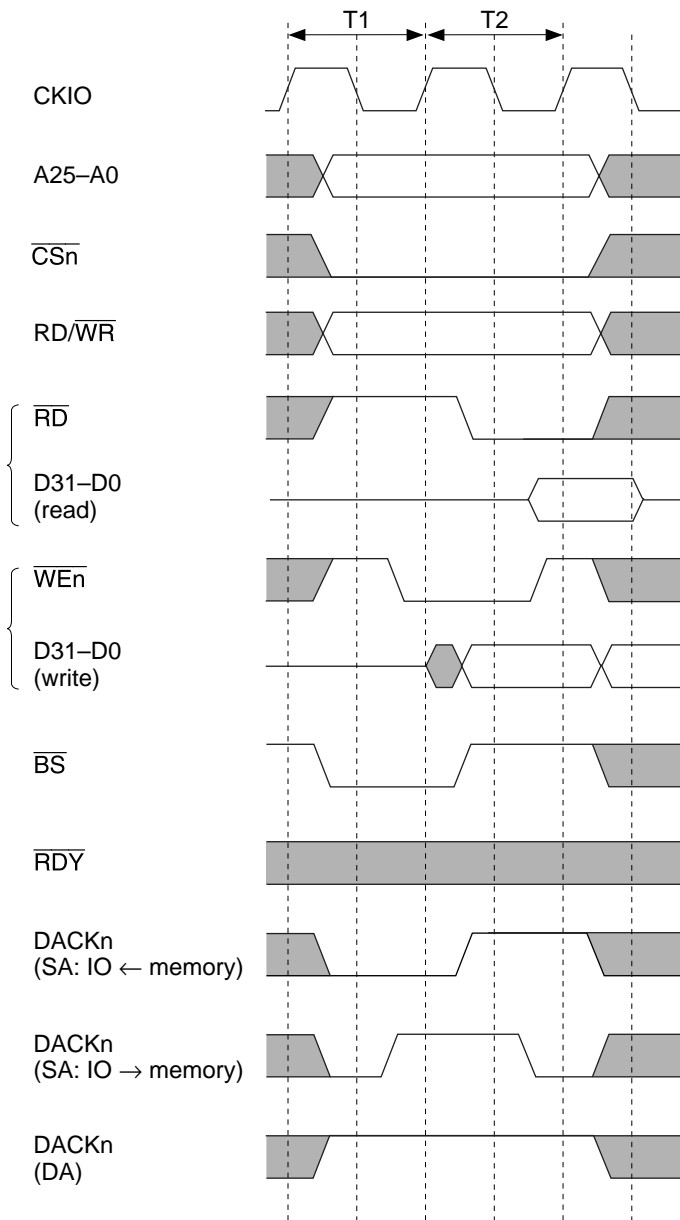 T1 T2
CKIO
A25–A0
CSn
RD/WR
RD
D31–D0
(read)
WEn
D31–D0
(write)
BS
RDY
DACKn
(SA: IO ← memory)
DACKn
(SA: IO → memory)
DACKn
(DA)